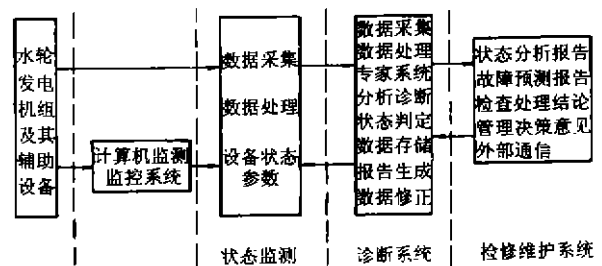 水轮
发电
机组
及其
辅助
设备
计算机监测
监控系统
数据采集
数据处理
设备状态
参数
数据采集
数据处理
专家系统
分析诊断
状态判定
数据存储
报告生成
数据修正
状态分析报告
故障预测报告
检查处理结论
管理决策意见
外部通信
状态监测
诊断系统
检修维护系统